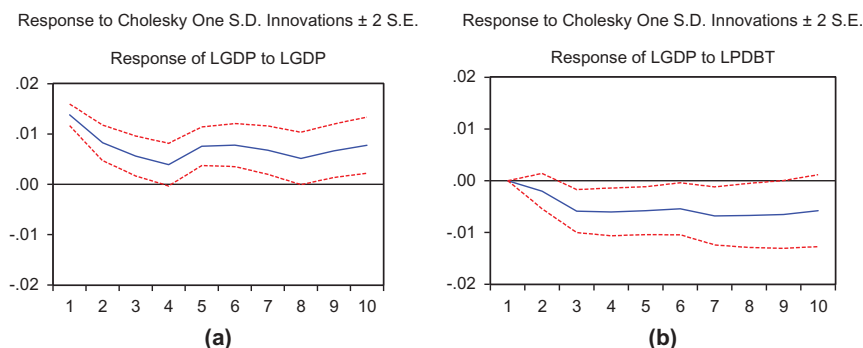 Response to Cholesky One S.D. Innovations ± 2 S.E.
Response of LGDP to LGDP
.02
.01
.00
-.01
-.02
1 2 3 4 5 6 7 8 9 10
(a)
Response to Cholesky One S.D. Innovations ± 2 S.E.
Response of LGDP to LPDBT
.02
.01
.00
-.01
-.02
1 2 3 4 5 6 7 8 9 10
(b)